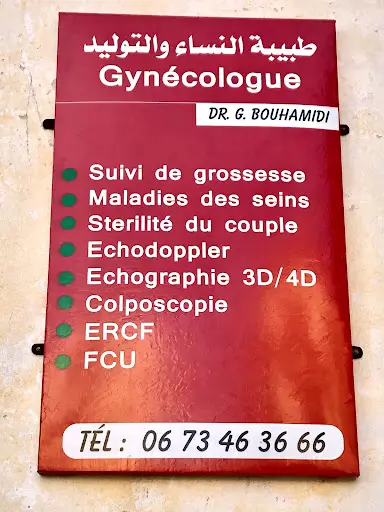 طبيبة النساء والتوليد
Gynécologue
DR. G. BOUHAMIDI
Suivi de grossesse
Maladies des seins
Sterilité du couple
Echodoppler
Echographie 3D/4D
Colposcopie
ERCF
FCU
TÉL : 06 73 46 36 66